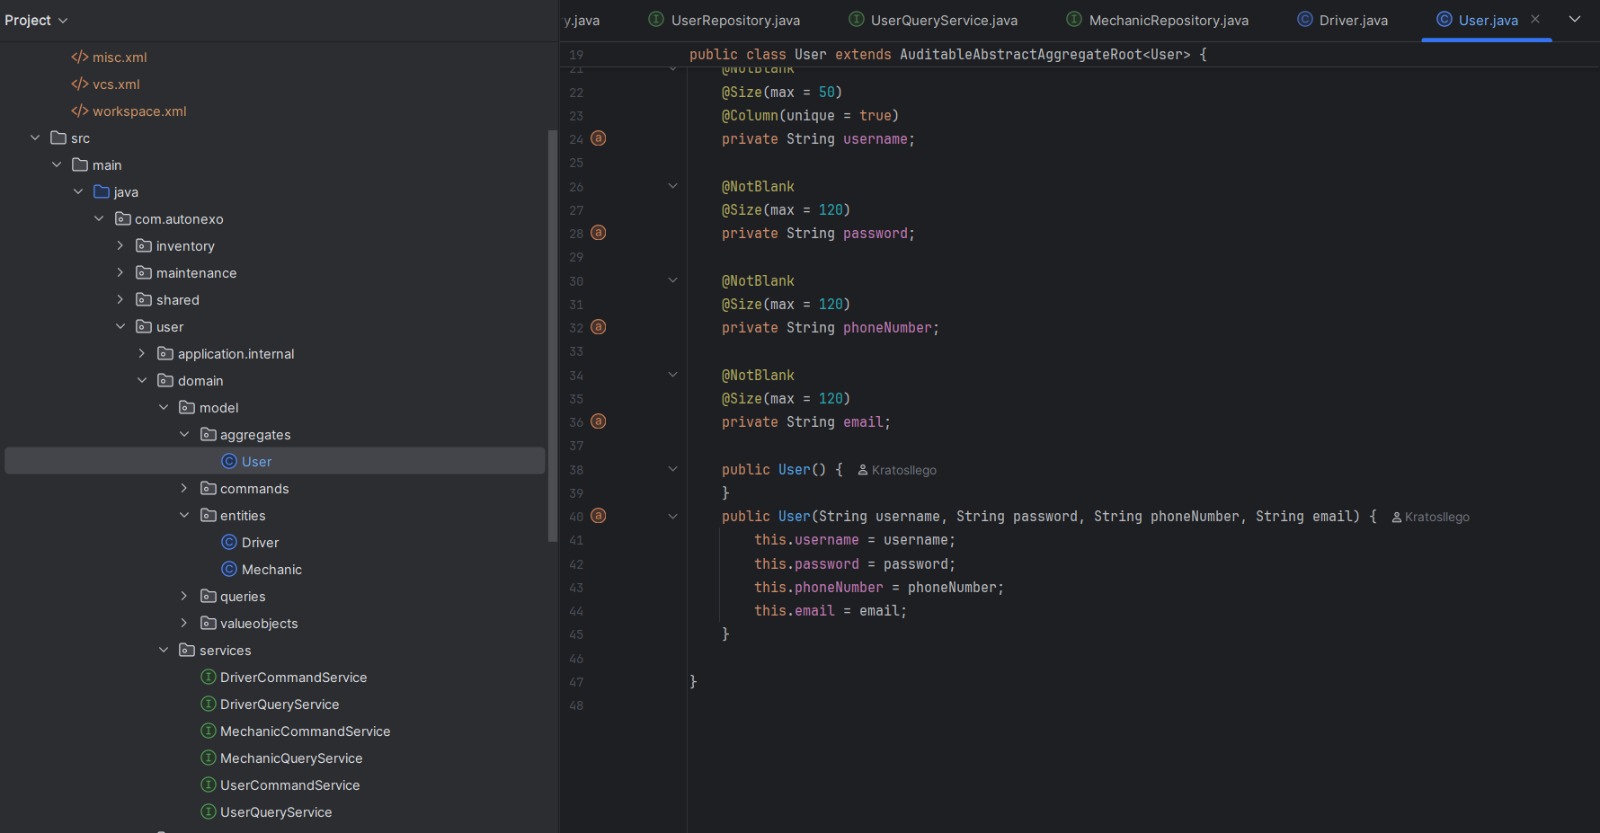 Project
misc.xml
vcs.xml
workspace.xml
src
main
java
com.autonexo
inventory
maintenance
shared
user
application.internal
domain
model
aggregates
User
commands
entities
Driver
Mechanic
queries
valueobjects
services
DriverCommandService
DriverQueryService
MechanicCommandService
MechanicQueryService
UserCommandService
UserQueryService
y.java UserRepository.java UserQueryService.java MechanicRepository.java Driver.java User.java
19 public class User extends AuditableAbstractAggregateRoot<User> {
21 @NotBlank
22 @Size(max = 50)
23 @Column(unique = true)
24 private String username;
25
26 @NotBlank
27 @Size(max = 120)
28 private String password;
29
30 @NotBlank
31 @Size(max = 120)
32 private String phoneNumber;
33
34 @NotBlank
35 @Size(max = 120)
36 private String email;
37
38 public User() { Kratosllego
39 }
40 public User(String username, String password, String phoneNumber, String email) { Kratosllego
41 this.username = username;
42 this.password = password;
43 this.phoneNumber = phoneNumber;
44 this.email = email;
45 }
46
47 }
48